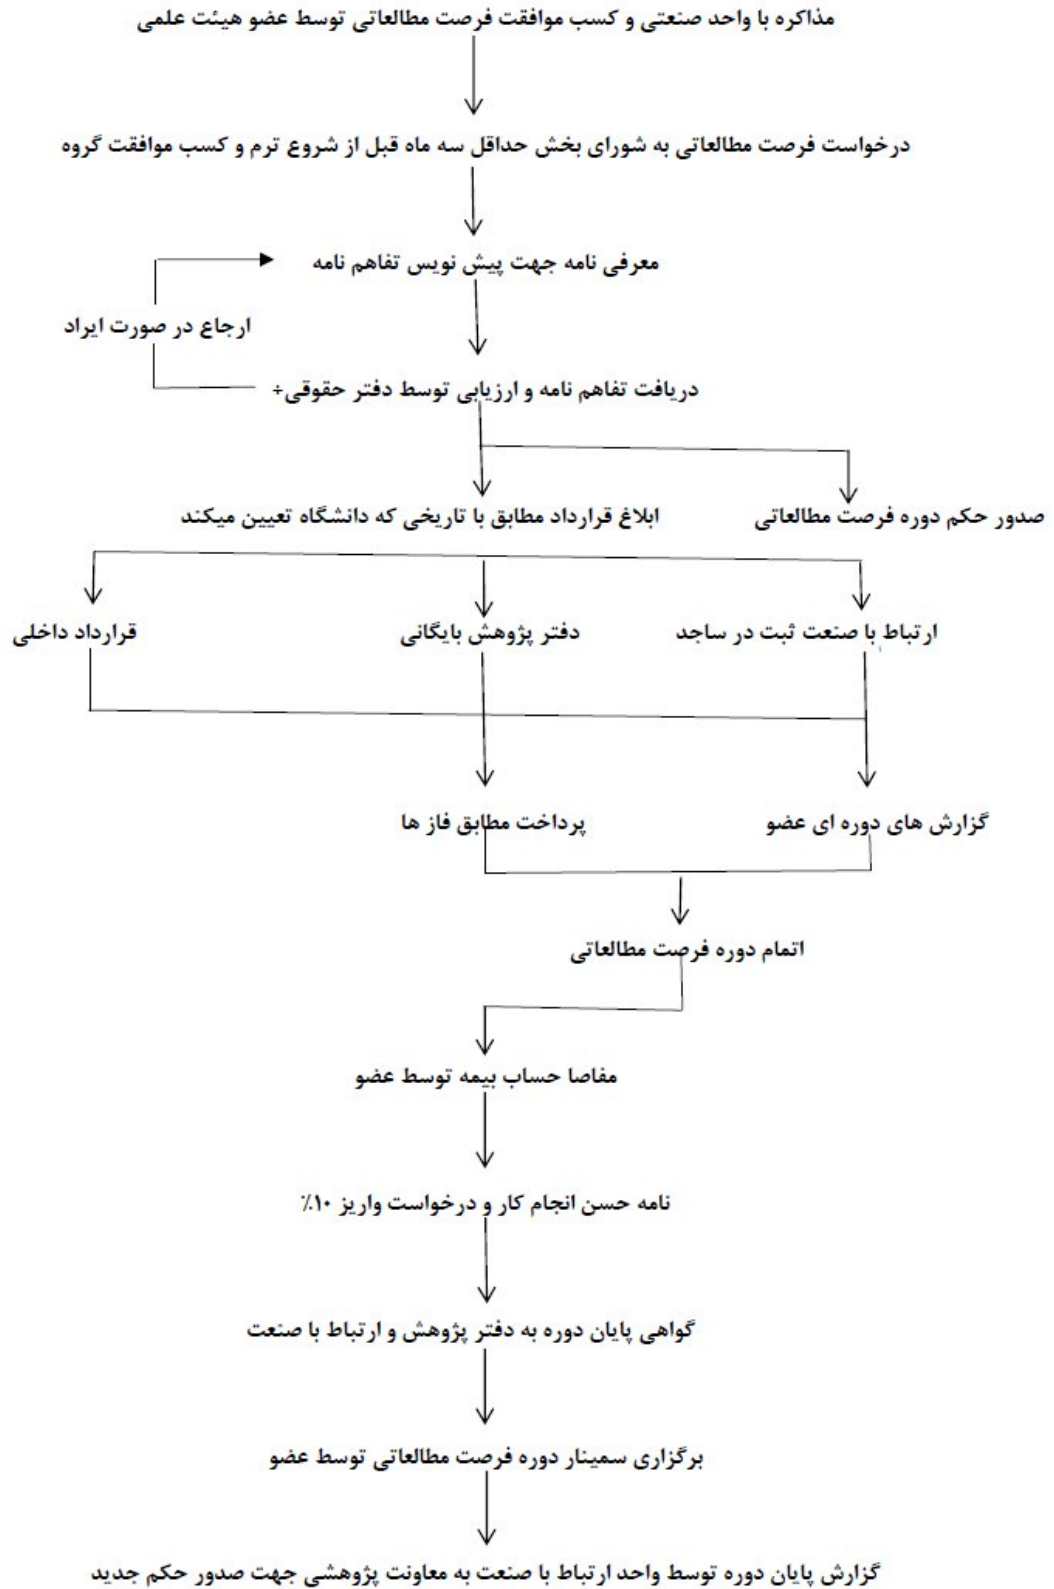 مذاکره با واحد صنعتی و کسب موافقت فرصت مطالعاتی توسط عضو هیئت علمی
درخواست فرصت مطالعاتی به شورای بخش حداقل سه ماه قبل از شروع ترم و کسب موافقت گروه
معرفی نامه جهت پیش نویس تفاهم نامه
ارجاع در صورت ایراد
دریافت تفاهم نامه و ارزیابی توسط دفتر حقوقی+
صدور حکم دوره فرصت مطالعاتی
ابلاغ قرارداد مطابق با تاریخی که دانشگاه تعیین میکند
ارتباط با صنعت ثبت در ساجد
دفتر پژوهش بایگانی
قرارداد داخلی
گزارش های دوره ای عضو
پرداخت مطابق فاز ها
اتمام دوره فرصت مطالعاتی
مفاصا حساب بیمه توسط عضو
نامه حسن انجام کار و درخواست واریز ۱۰٪
گواهی پایان دوره به دفتر پژوهش و ارتباط با صنعت
برگزاری سمینار دوره فرصت مطالعاتی توسط عضو
گزارش پایان دوره توسط واحد ارتباط با صنعت به معاونت پژوهشی جهت صدور حکم جدید